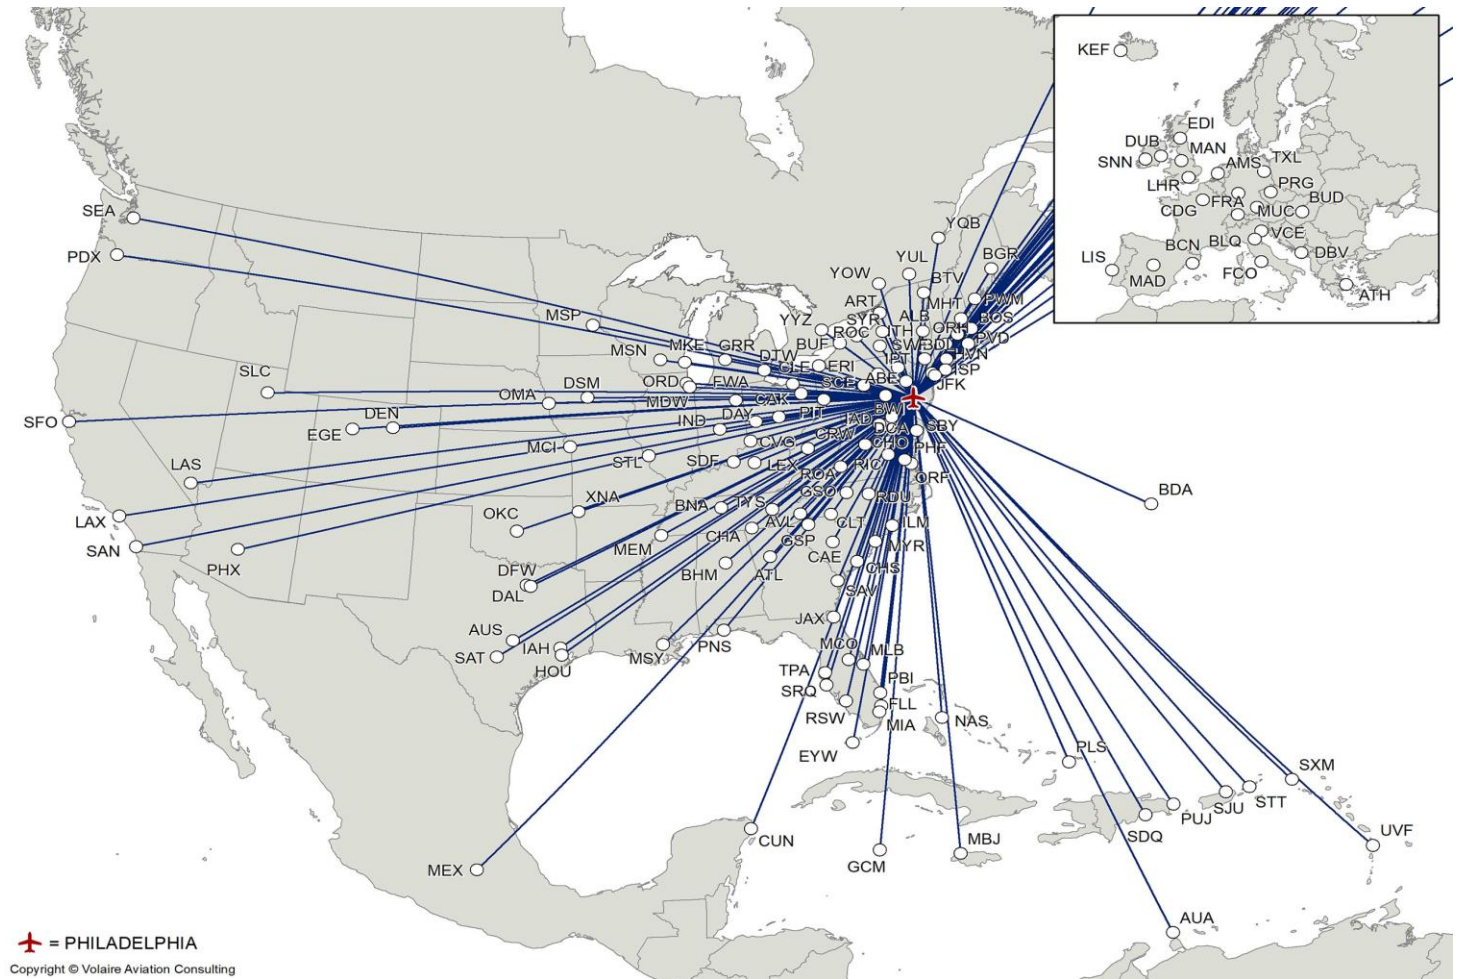 KEF
EDI
DUB
MAN
SNN
AMS
TXL
LHR
PRG
FRA
BUD
CDG
MUC
VCE
BCN
BLQ
DBV
LIS
FCO
MAD
ATH
SEA
PDX
YQB
YUL
BGR
YOW
BTV
ART
MHT
PWM
MSP
YYZ
SYR
ALB
BOS
ROC
ITH
ORH
BUF
SWF
BDL
PVD
MSN
MKE
GRR
DTW
IPT
HVN
CLE
ERI
ISP
SLC
ORD
FWA
SCE
ABE
JFK
DSM
OMA
MDW
CAK
SFO
DEN
IND
DAY
PIT
IAD
BWI
EGE
DCA
SBY
MCI
CVG
CRW
CHO
PHF
LAS
STL
SDF
LEX
ROA
RIC
ORF
BDA
XNA
GSO
RDU
OKC
BNA
TYS
LAX
AVL
CLT
ILM
SAN
MEM
CHA
GSP
MYR
PHX
CAE
DFW
BHM
ATL
CHS
DAL
SAV
JAX
AUS
IAH
PNS
MCO
MLB
SAT
HOU
MSY
TPA
SRQ
PBI
FLL
RSW
MIA
NAS
EYW
PLS
SXM
STT
SJU
PUJ
SDQ
UVF
CUN
MBJ
GCM
MEX
AUA
= PHILADELPHIA
Copyright © Volaire Aviation Consulting